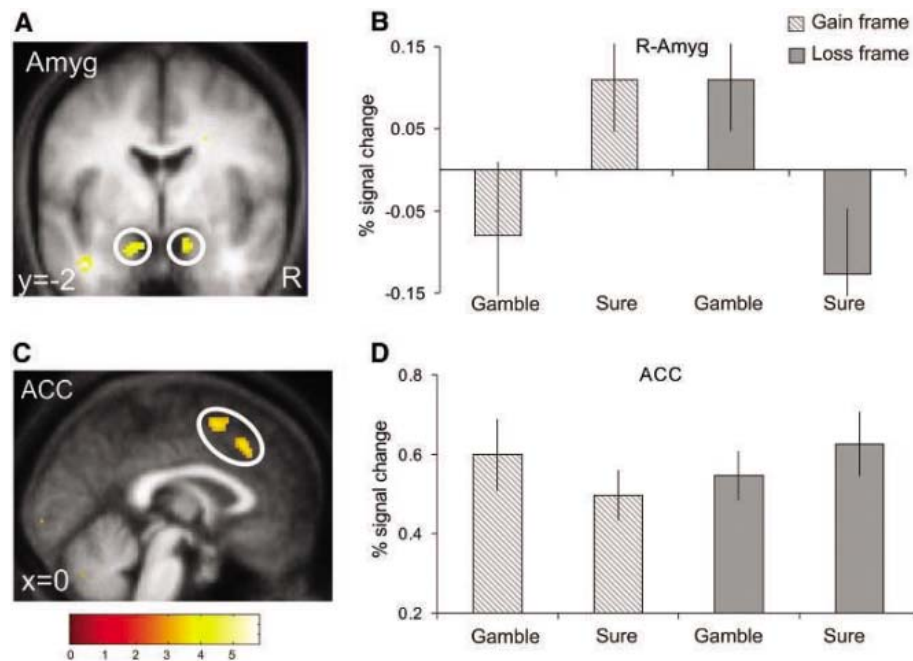 A
Amyg
y=-2
R
B
Gain frame
Loss frame
R-Amyg
% signal change
0.15
0.05
-0.05
-0.15
Gamble
Sure
Gamble
Sure
C
ACC
x=0
0 1 2 3 4 5
D
ACC
% signal change
0.8
0.6
0.4
0.2
Gamble
Sure
Gamble
Sure